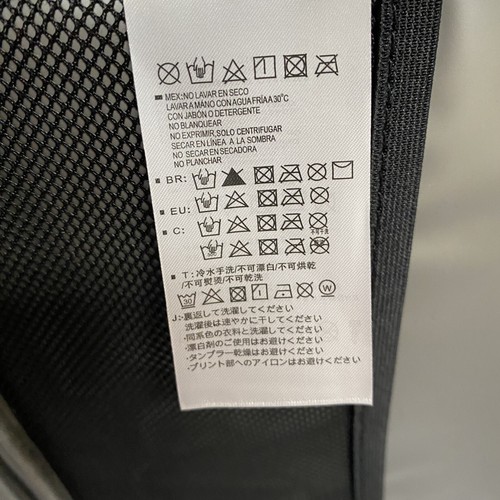 MEX:NO LAVAR EN SECO
LAVAR A MANO CON AGUA FRÍA A 30°C
CON JABÓN O DETERGENTE
NO BLANQUEAR
NO EXPRIMIR,SOLO CENTRIFUGAR
SECAR EN LÍNEA A LA SOMBRA
NO SECAR EN SECADORA
NO PLANCHAR
BR:
EU:
C:
不可干洗
T:冷水手洗/不可漂白/不可烘乾
/不可熨燙/不可乾洗
30 W
J:・裏返して洗濯してください
・洗濯後は速やかに干してください
・同系色の衣料と洗濯してください
・漂白剤のご使用はお避けください
・タンブラー乾燥はお避けください
・プリント部へのアイロンはお避けください